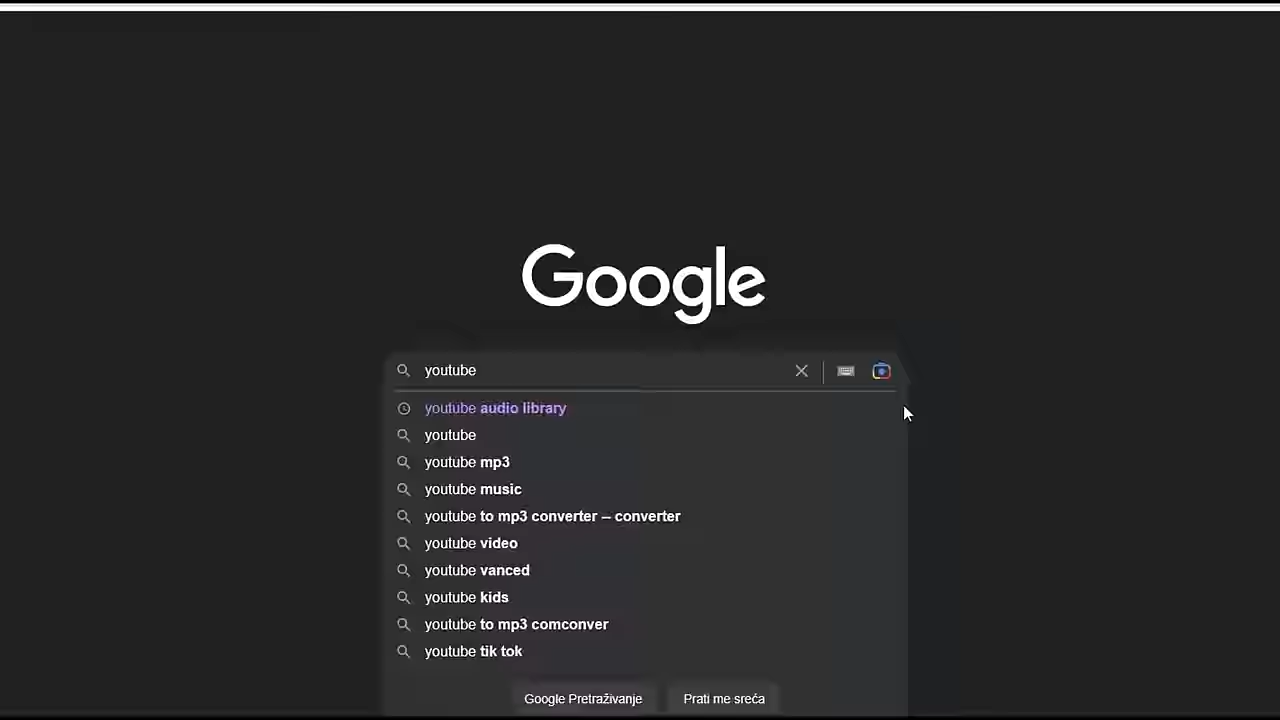 Google
youtube
youtube audio library
youtube
youtube mp3
youtube music
youtube to mp3 converter – converter
youtube video
youtube vanced
youtube kids
youtube to mp3 comconver
youtube tik tok
Google Pretraživanje
Prati me sreća